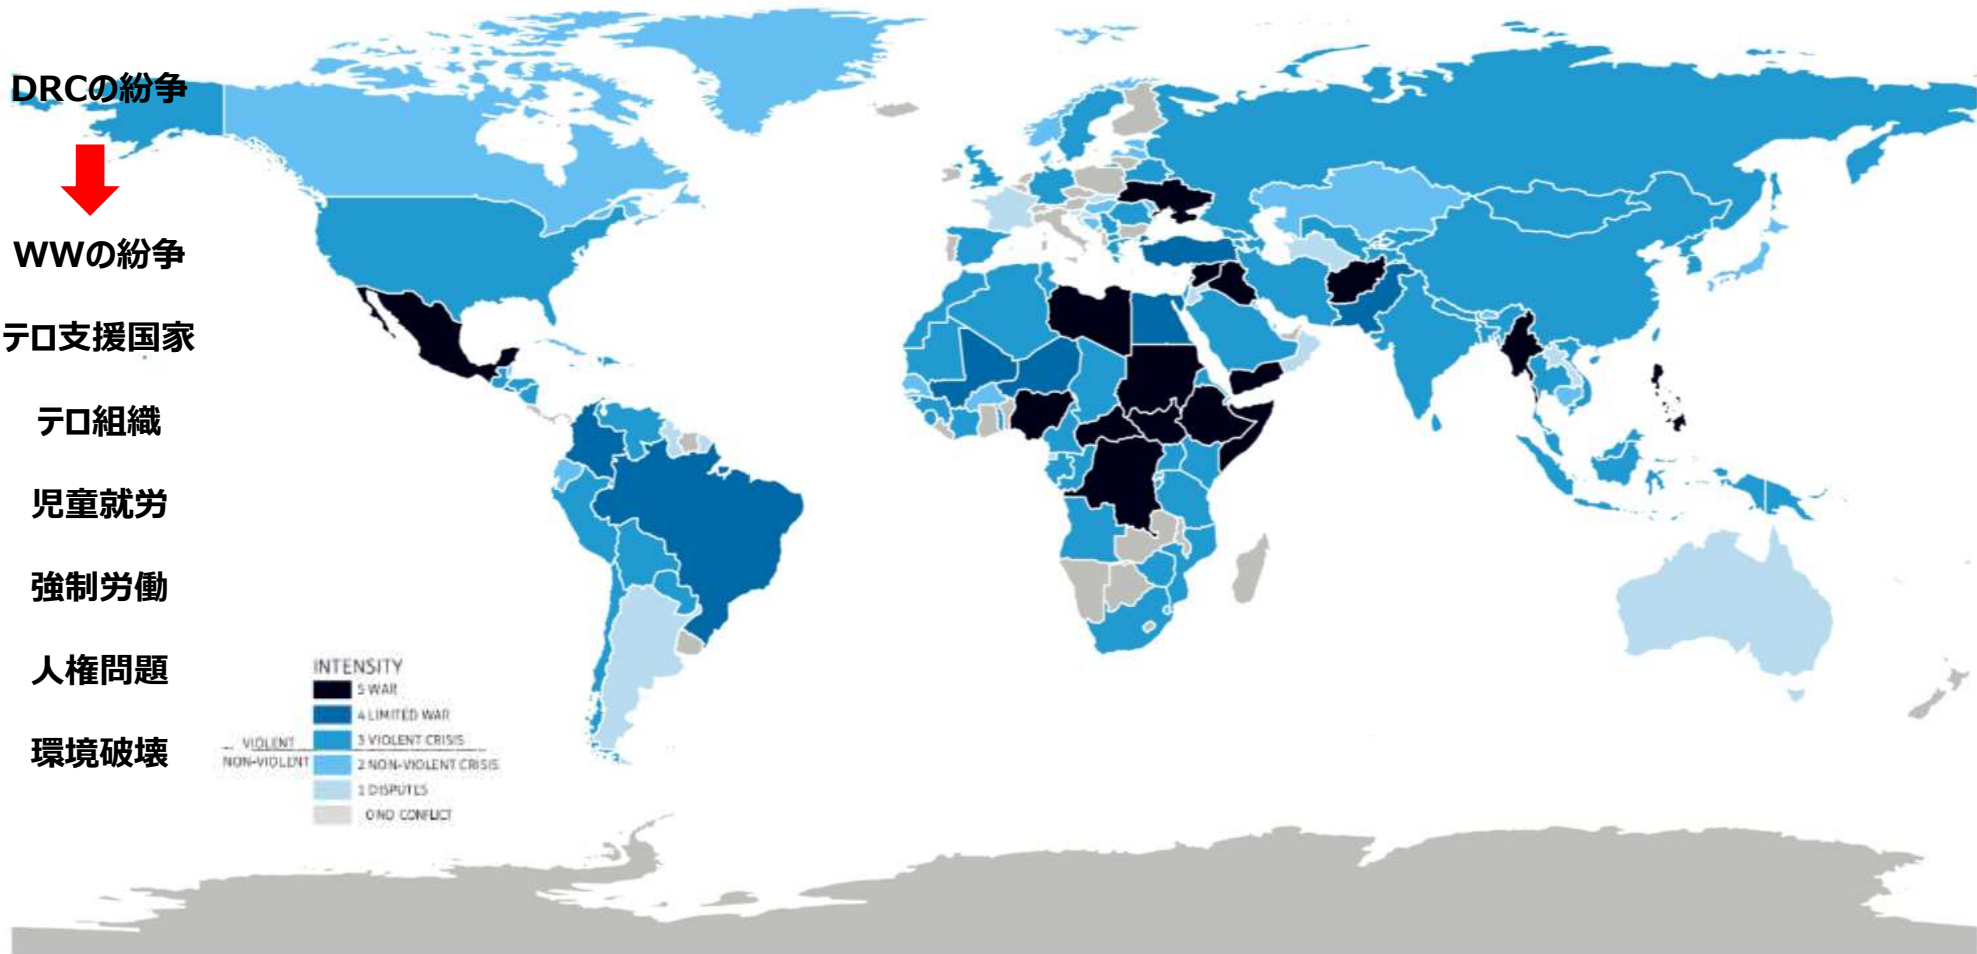 DRCの紛争
WWの紛争
テロ支援国家
テロ組織
児童就労
強制労働
人権問題
環境破壊
INTENSITY
5 WAR
4 LIMITED WAR
3 VIOLENT CRISIS
VIOLENT
NON-VIOLENT
2 NON-VIOLENT CRISIS
1 DISPUTES
0 NO CONFLICT